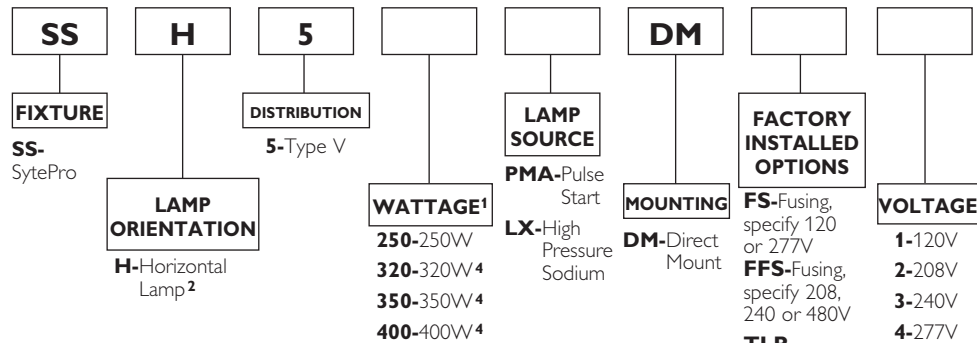 SS H 5 DM
FIXTURE
SS-
SytePro
LAMP
ORIENTATION
H-Horizontal
Lamp2
DISTRIBUTION
5-Type V
WATTAGE1
250-250W
320-320W4
350-350W4
400-400W4
LAMP
SOURCE
PMA-Pulse
Start
LX-High
Pressure
Sodium
MOUNTING
DM-Direct
Mount
FACTORY
INSTALLED
OPTIONS
FS-Fusing,
specify 120
or 277V
FFS-Fusing,
specify 208,
240 or 480V
VOLTAGE
1-120V
2-208V
3-240V
4-277V